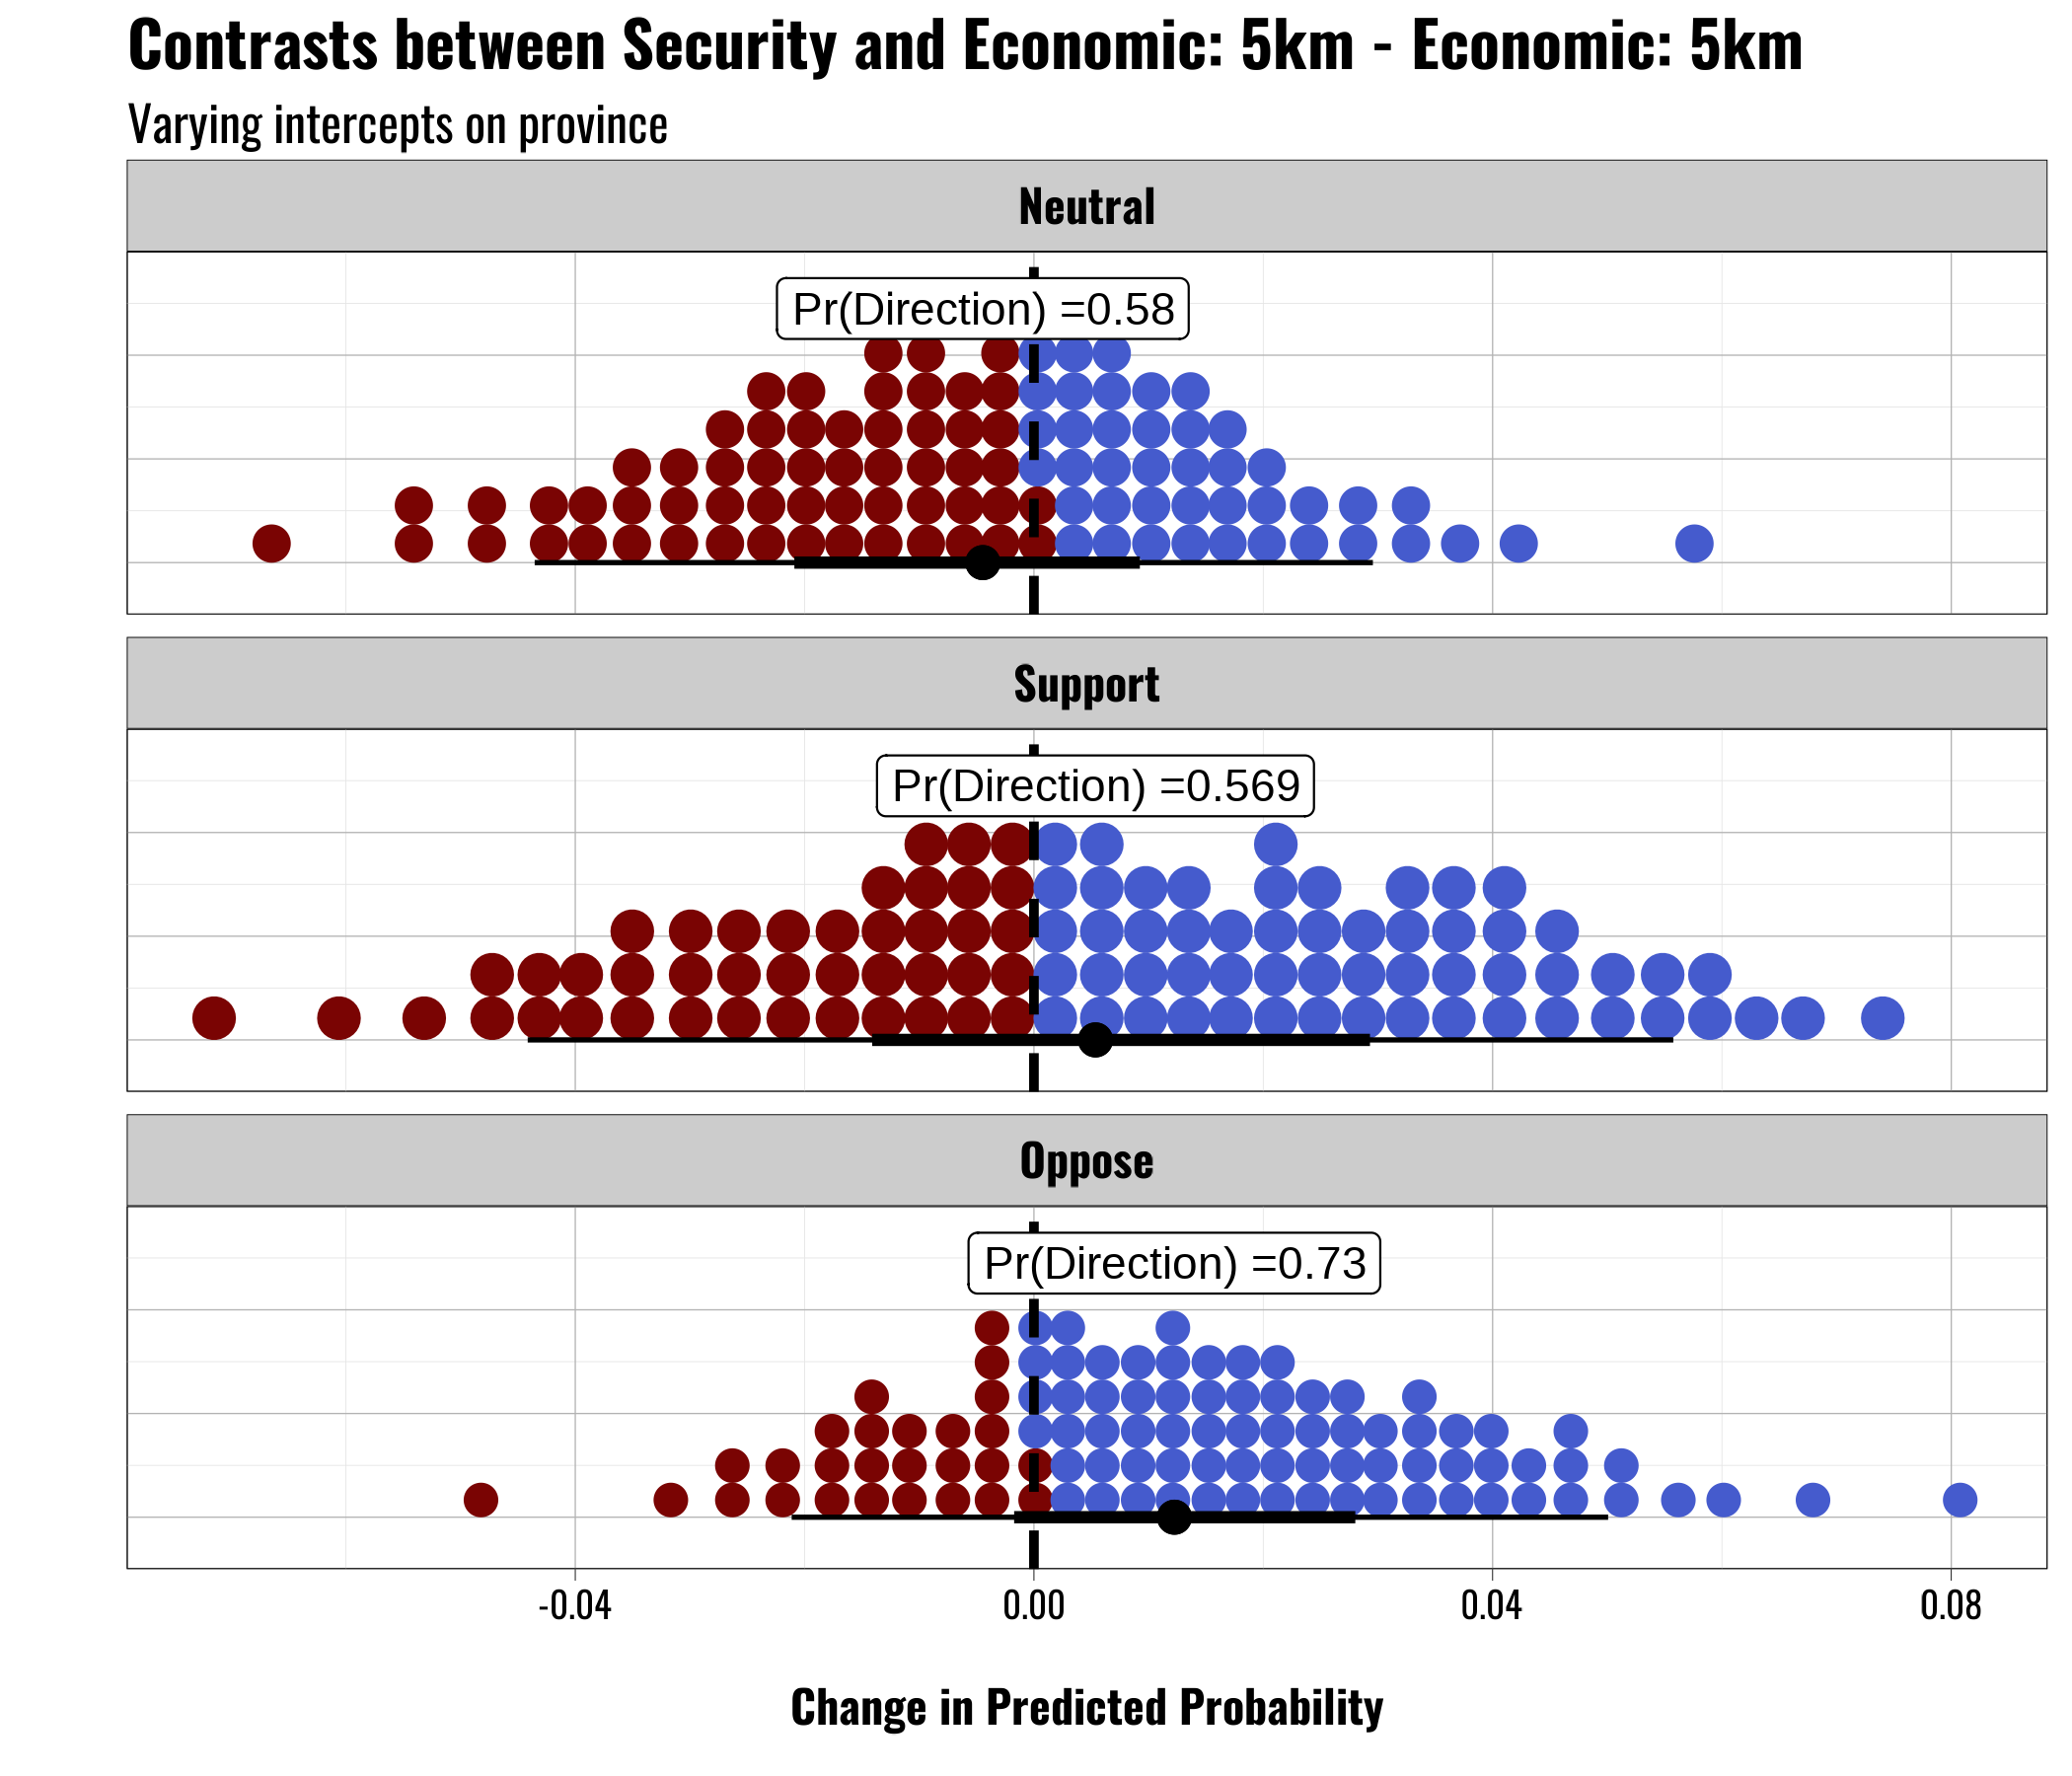 Contrasts between Security and Economic: 5km - Economic: 5km
Varying intercepts on province
Neutral
Pr(Direction) =0.58
Support
Pr(Direction) =0.569
Oppose
Pr(Direction) =0.73
-0.04 0.00 0.04 0.08
Change in Predicted Probability